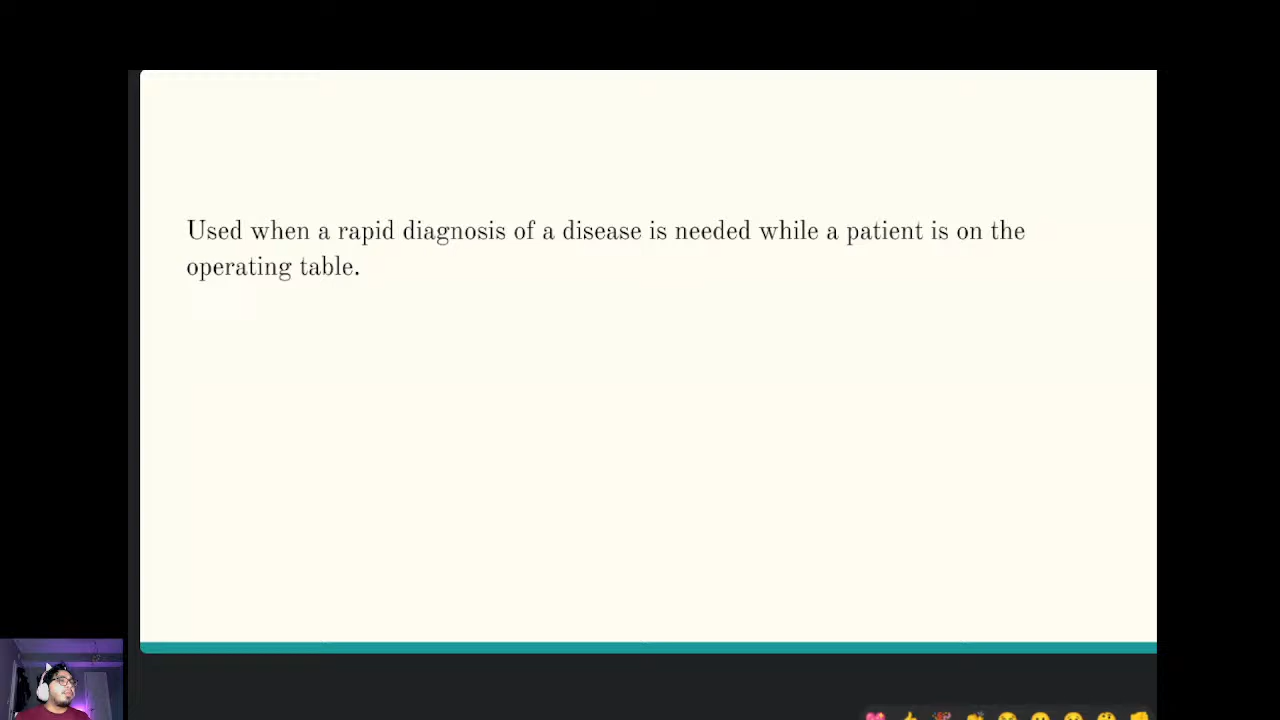 Used when a rapid diagnosis of a disease is needed while a patient is on the
operating table.